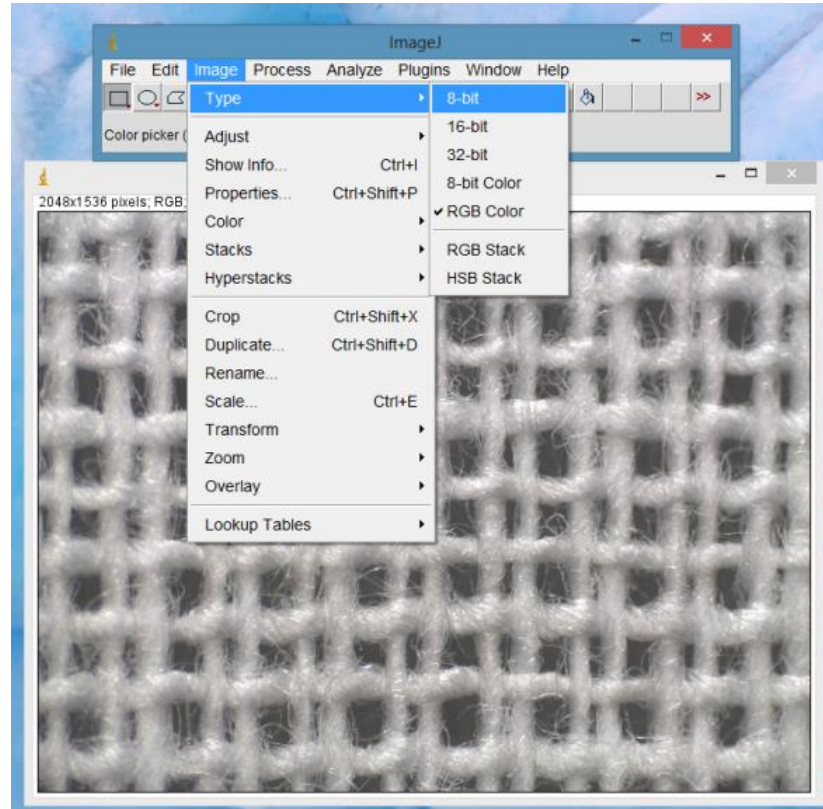 ImageJ
File Edit Image Process Analyze Plugins Window Help
>>
Color picker (
2048x1536 pixels; RGB;
Type
Adjust
Show Info... Ctrl+I
Properties... Ctrl+Shift+P
Color
Stacks
Hyperstacks
Crop Ctrl+Shift+X
Duplicate... Ctrl+Shift+D
Rename...
Scale... Ctrl+E
Transform
Zoom
Overlay
Lookup Tables
8-bit
16-bit
32-bit
8-bit Color
RGB Color
RGB Stack
HSB Stack